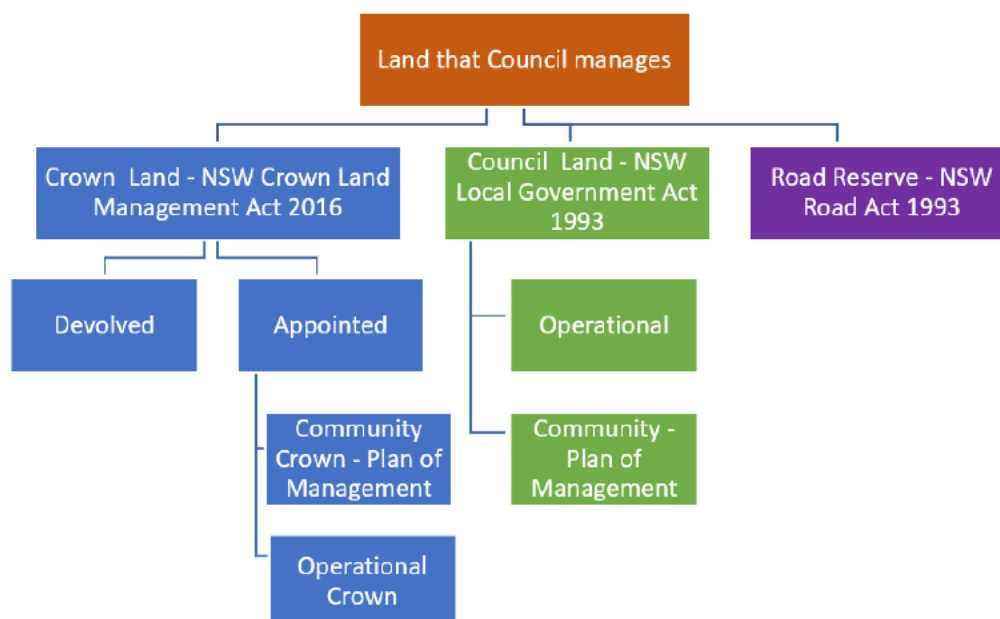 Land that Council manages
Crown  Land - NSW Crown Land
Management Act 2016
Council  Land - NSW
Local Government Act
1993
Road Reserve - NSW
Road Act 1993
Devolved
Appointed
Operational
Community
Crown - Plan of
Management
Community -
Plan of
Management
Operational
Crown